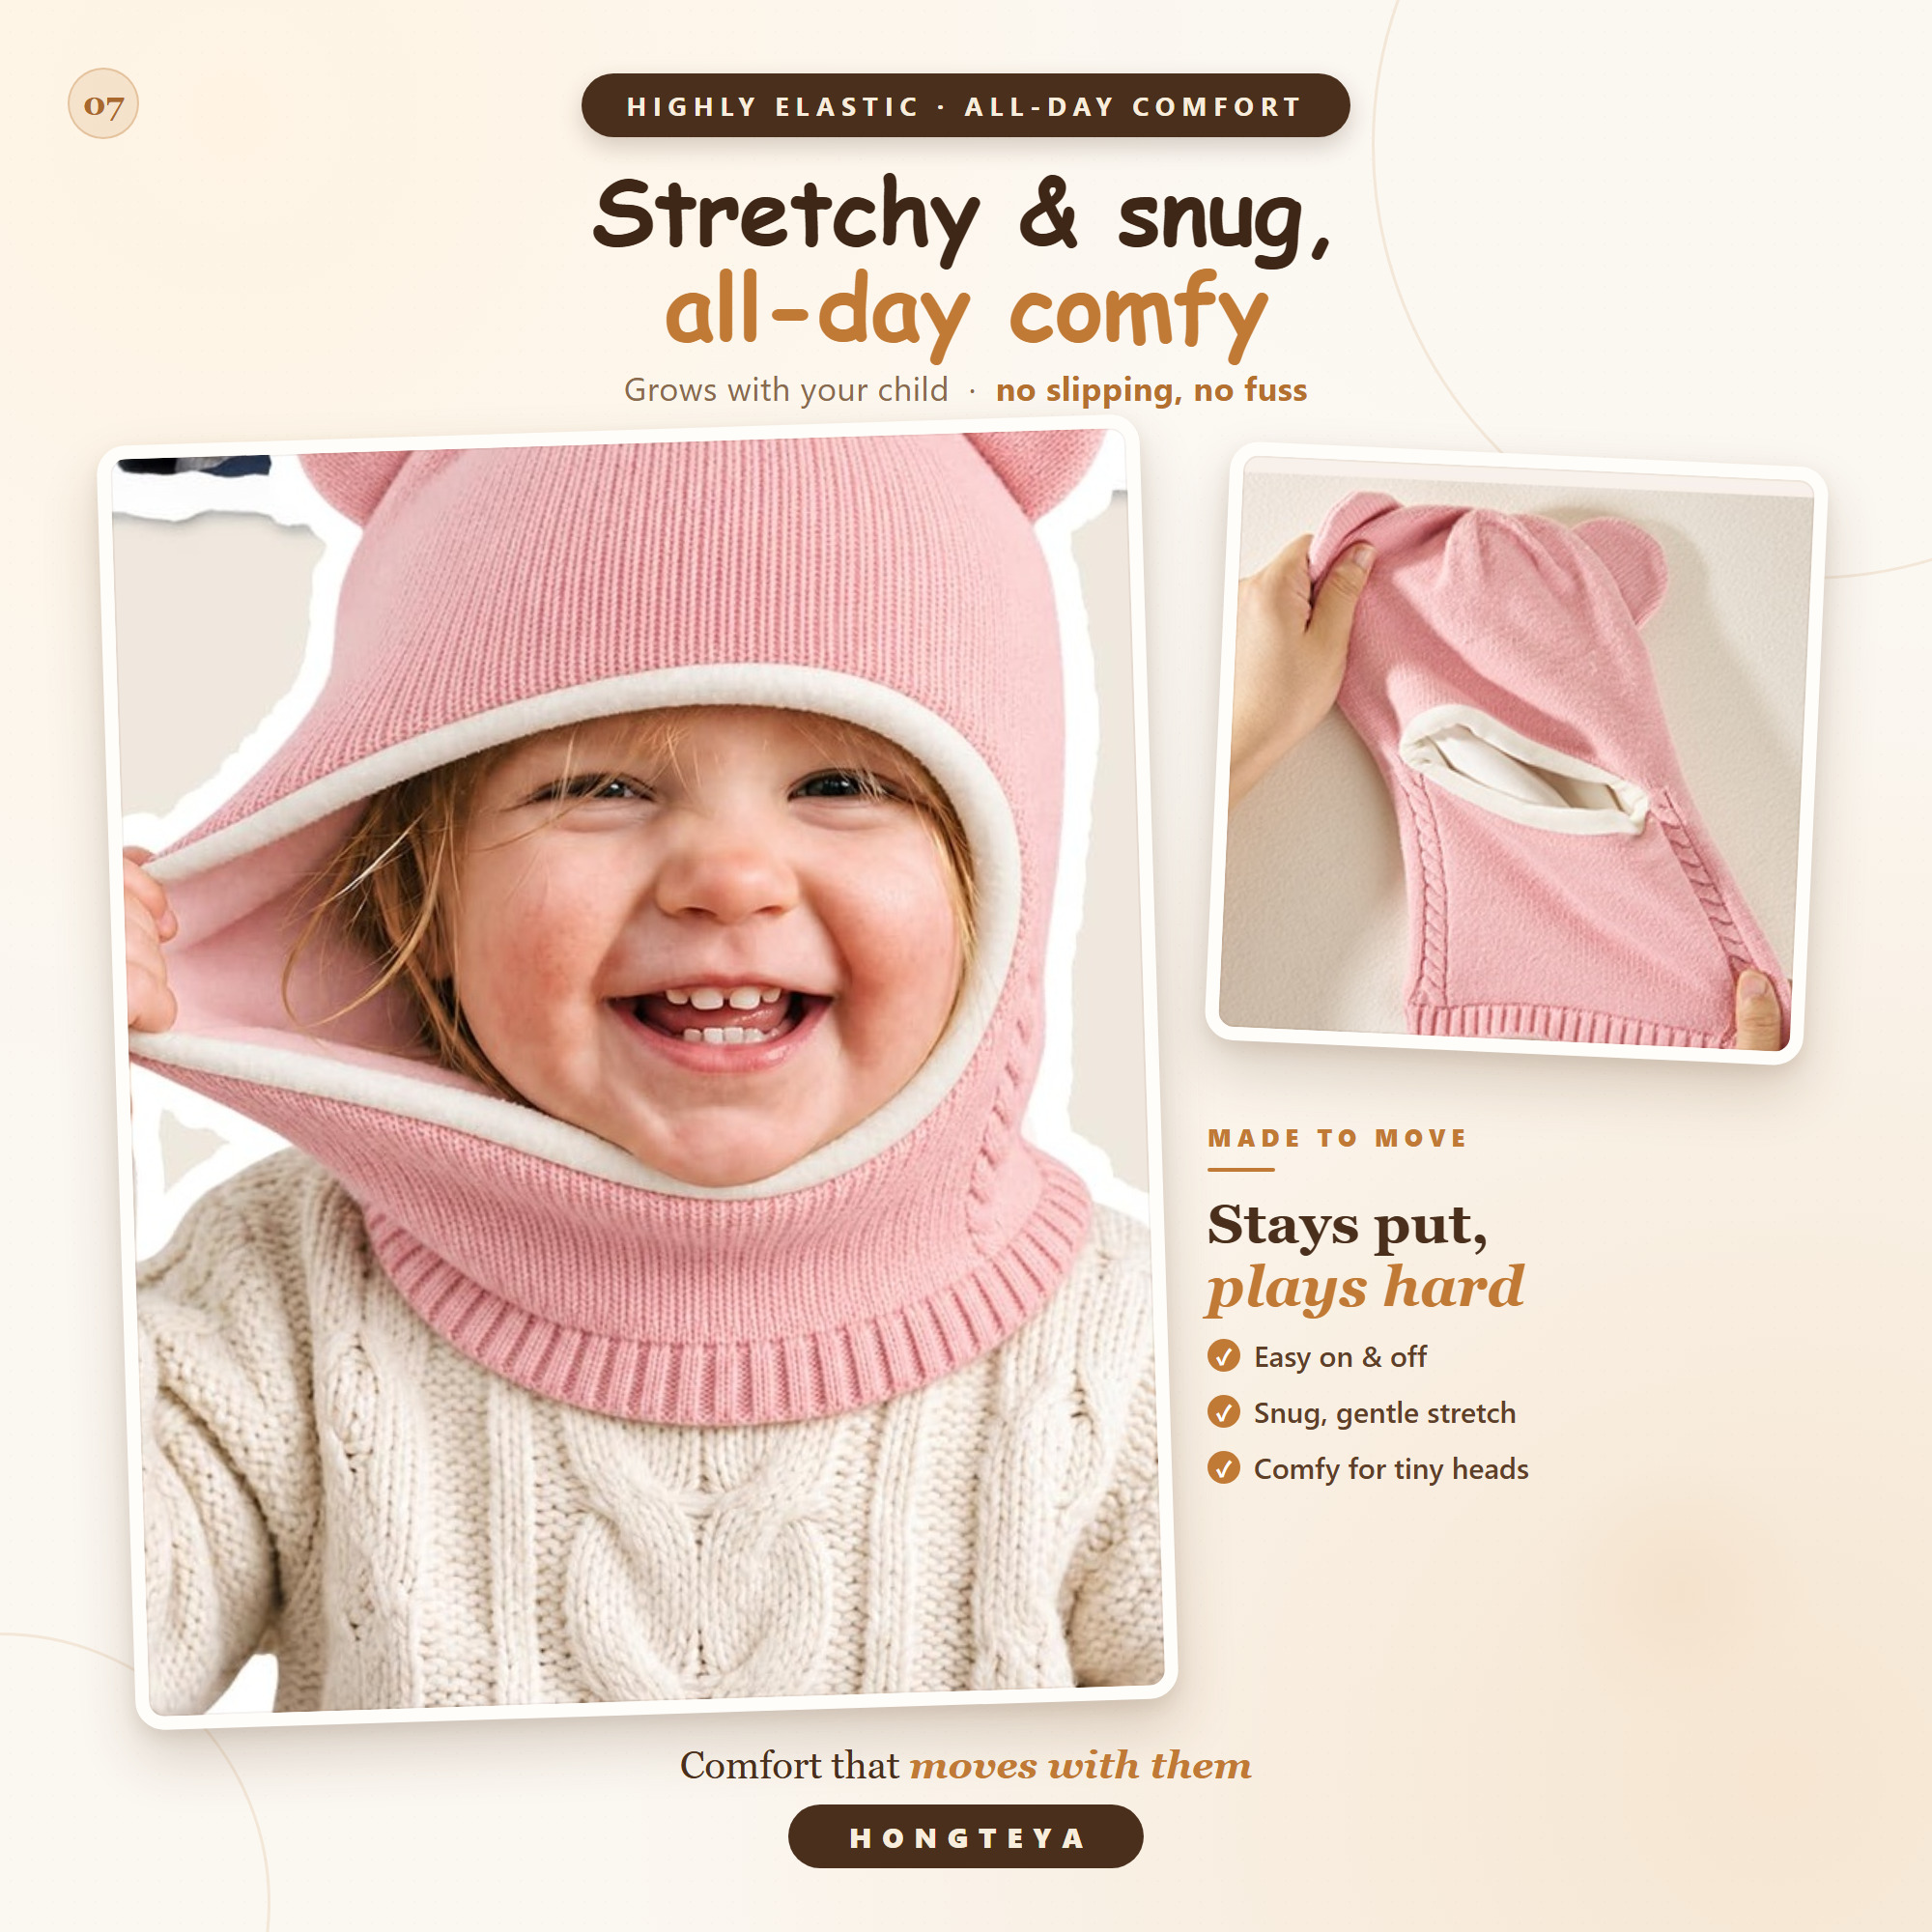 07
HIGHLY ELASTIC · ALL-DAY COMFORT
Stretchy & snug,
all-day comfy
Grows with your child · no slipping, no fuss
MADE TO MOVE
Stays put,
plays hard
Easy on & off
Snug, gentle stretch
Comfy for tiny heads
Comfort that moves with them
HONGTEYA